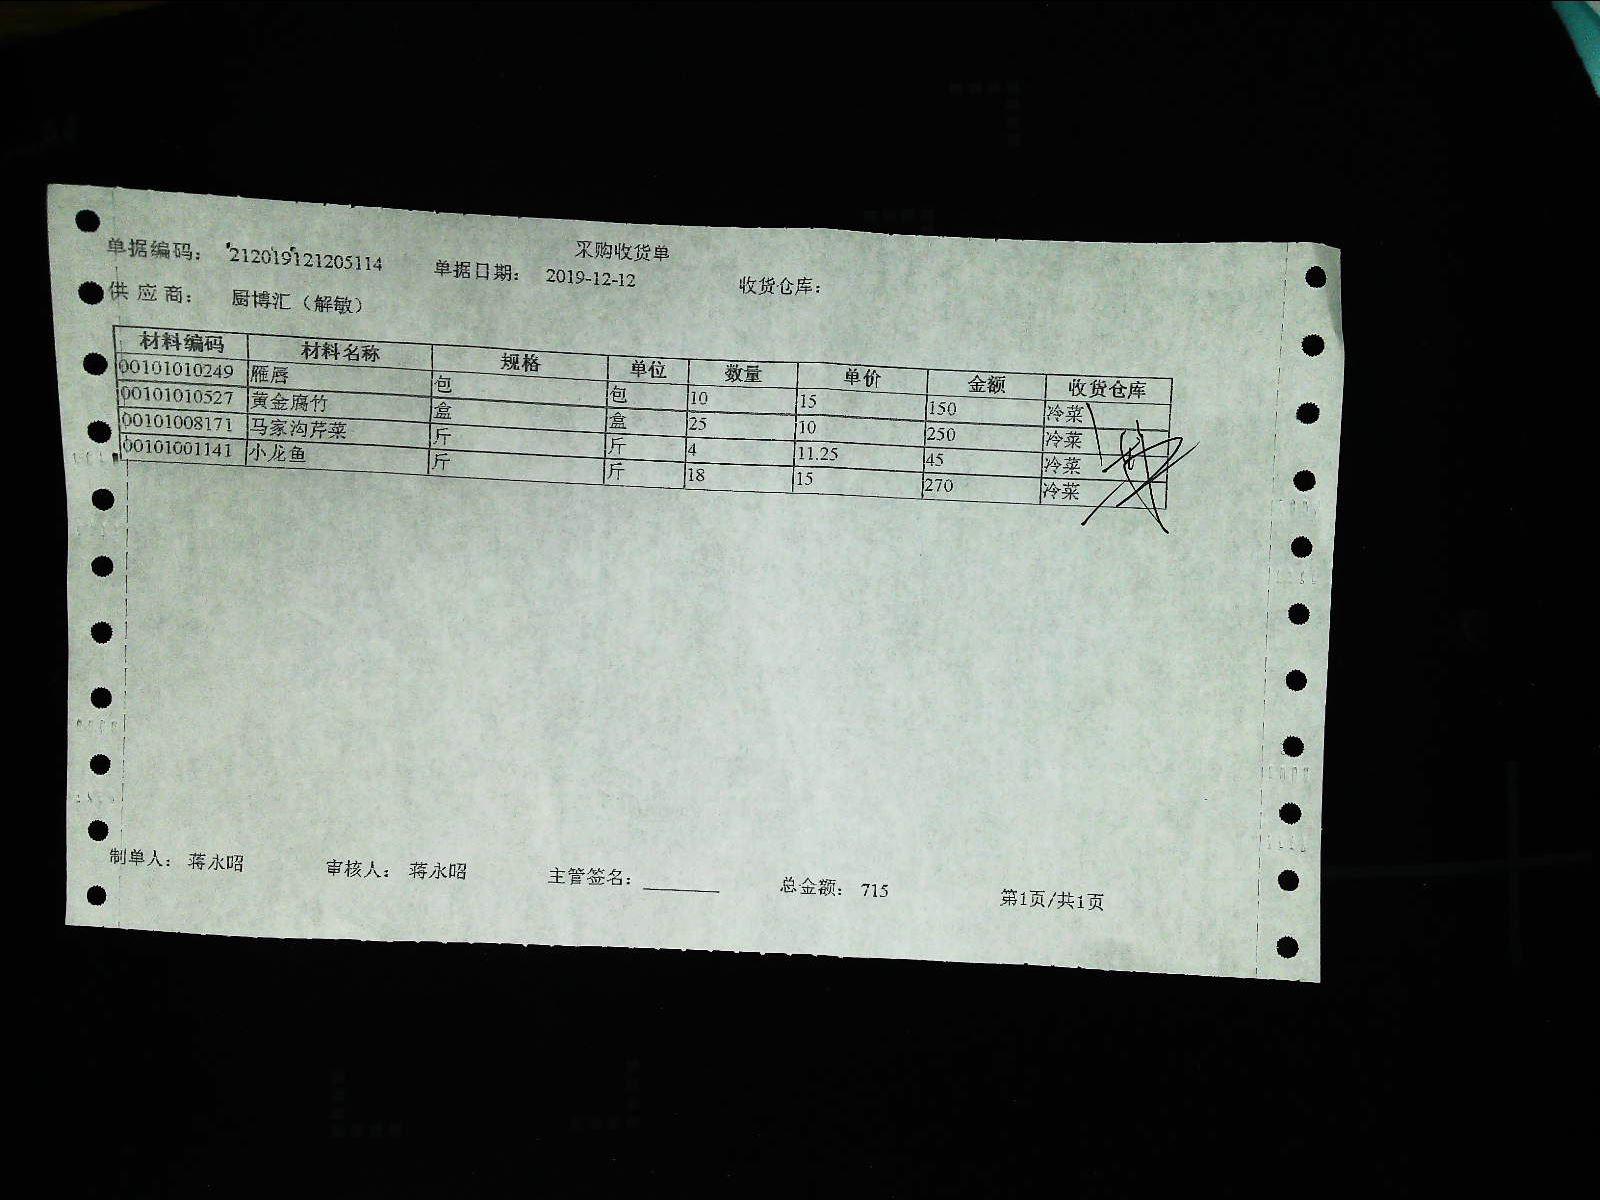 采购收货单
单据编码： 212019121205114 单据日期： 2019-12-12 收货仓库：
供 应 商： 厨博汇（解敏）
材料编码 材料名称 规格 单位 数量 单价 金额 收货仓库
00101010249 雁唇 包 包 10 15 150 冷菜
00101010527 黄金腐竹 盒 盒 25 10 250 冷菜
00101008171 马家沟芹菜 斤 斤 4 11.25 45 冷菜
00101001141 小龙鱼 斤 斤 18 15 270 冷菜
制单人： 蒋永昭 审核人： 蒋永昭 主管签名： 总金额： 715 第1页/共1页